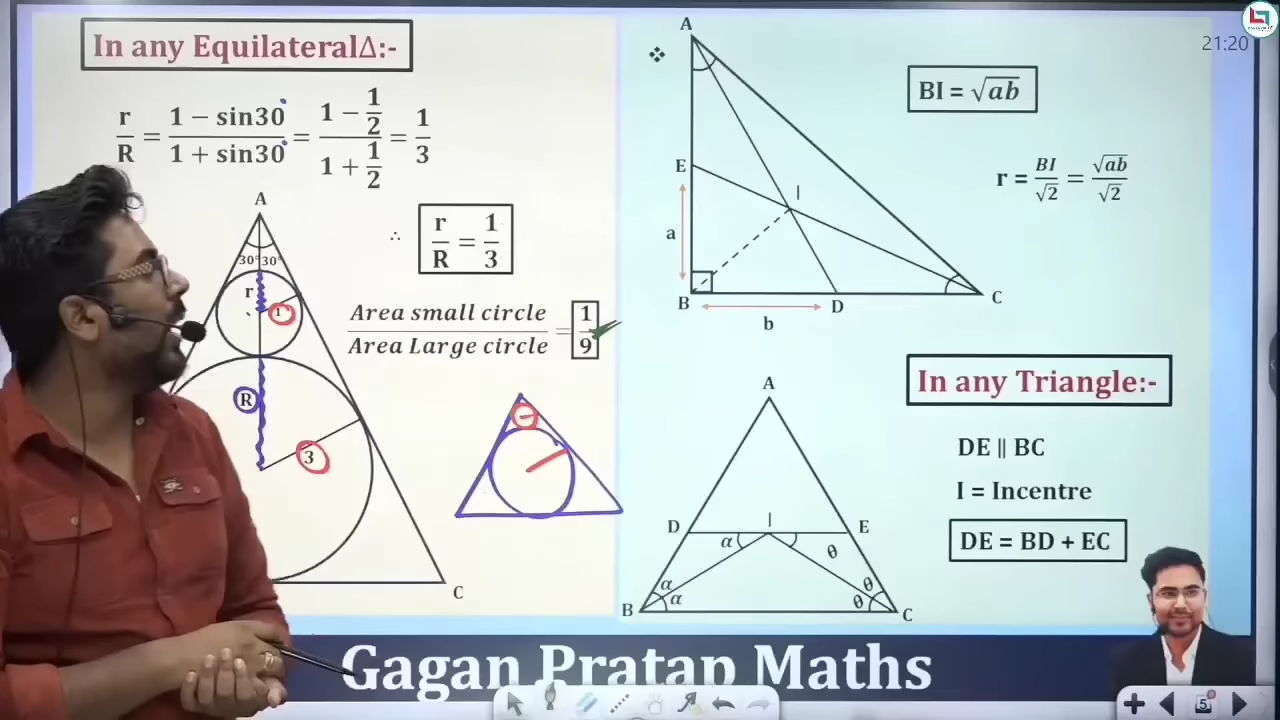 In any EquilateralΔ:-
r/R = (1 − sin30°)/(1 + sin30°) = (1 − 1/2)/(1 + 1/2) = 1/3
A
30° 30°
r
1
R
3
C
∴ r/R = 1/3
Area small circle / Area Large circle = 1/9
21:20
❖
A
E
I
a
B
D
C
b
BI = √ab
r = BI/√2 = √ab/√2
In any Triangle:-
DE ∥ BC
I = Incentre
DE = BD + EC
A
D
I
E
α
θ
α
θ
B
α
θ
C
Gagan Pratap Maths
5